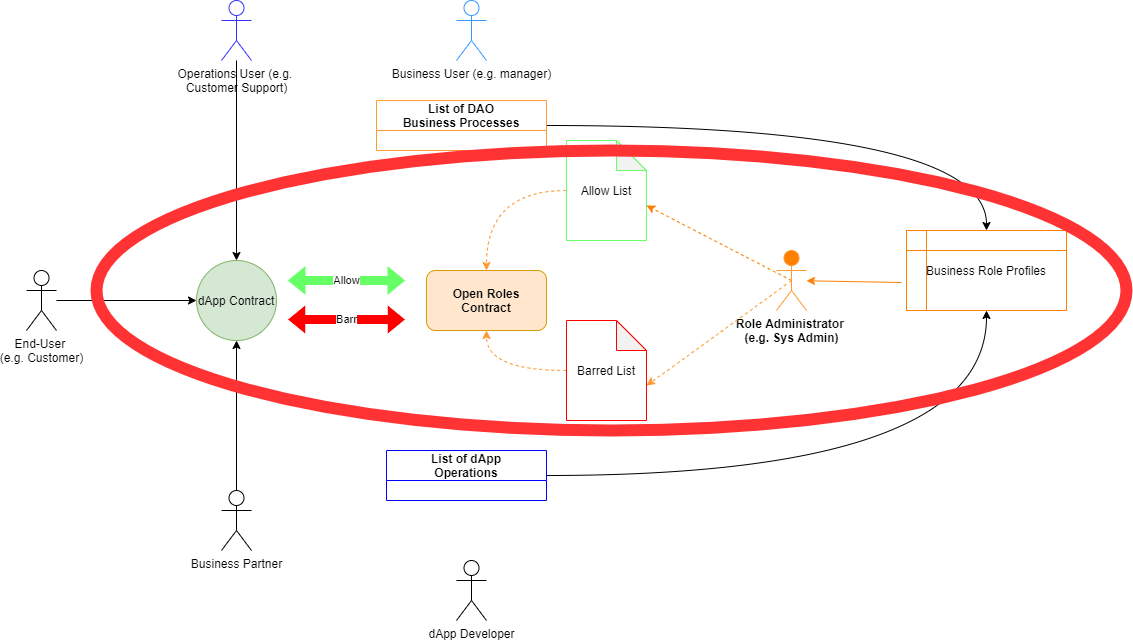 Operations User (e.g.
Customer Support)
Business User (e.g. manager)
List of DAO
Business Processes
Allow List
Business Role Profiles
Allow
dApp Contract
Open Roles
Contract
Barr
Role Administrator
(e.g. Sys Admin)
End-User
(e.g. Customer)
Barred List
List of dApp
Operations
Business Partner
dApp Developer